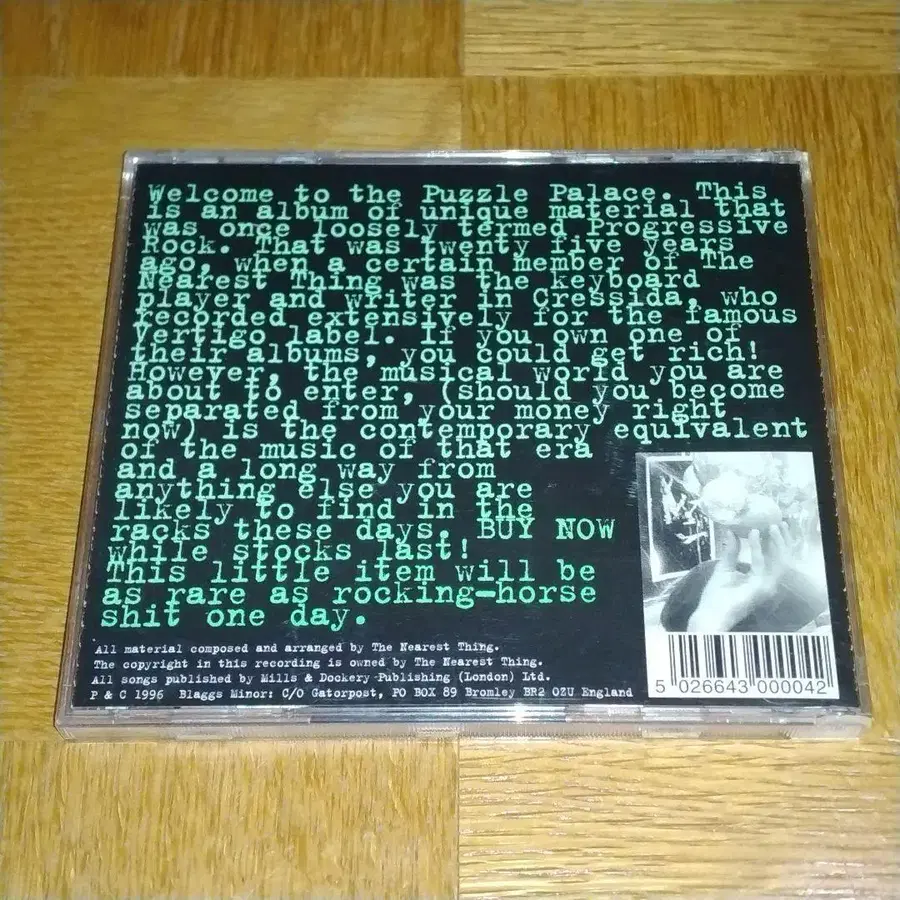 Welcome to the Puzzle Palace. This
is an album of unique material that
was once loosely termed Progressive
Rock. That was twenty five years
ago, when a certain member of The
Nearest Thing was the keyboard
player and writer in Cressida, who
recorded extensively for the famous
Vertigo label. If you own one of
their albums, you could get rich!
However, the musical world you are
about to enter, (should you become
separated from your money right
now) is the contemporary equivalent
of the music of that era
and a long way from
anything else you are
likely to find in the
racks these days. BUY NOW
while stocks last!
This little item will be
as rare as rocking-horse
shit one day.
All material composed and arranged by The Nearest Thing.
The copyright in this recording is owned by The Nearest Thing.
All songs published by Mills & Dockery Publishing (London) Ltd.
P & C 1996 Blaggs Minor: C/O Gatorpost, PO BOX 89 Bromley BR2 OZU England
5 026643 000042